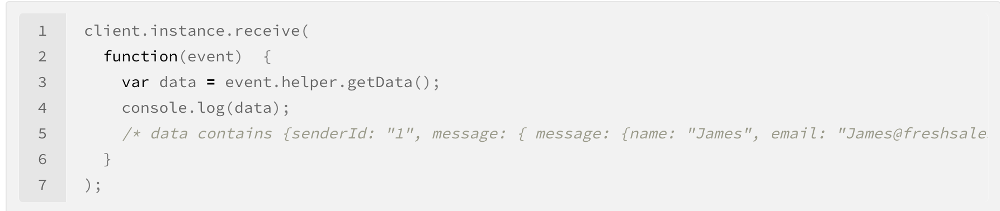 1 client.instance.receive(
2 function(event)  {
3 var data = event.helper.getData();
4 console.log(data);
5 /* data contains {senderId: "1", message: { message: {name: "James", email: "James@freshsale
6 }
7 );